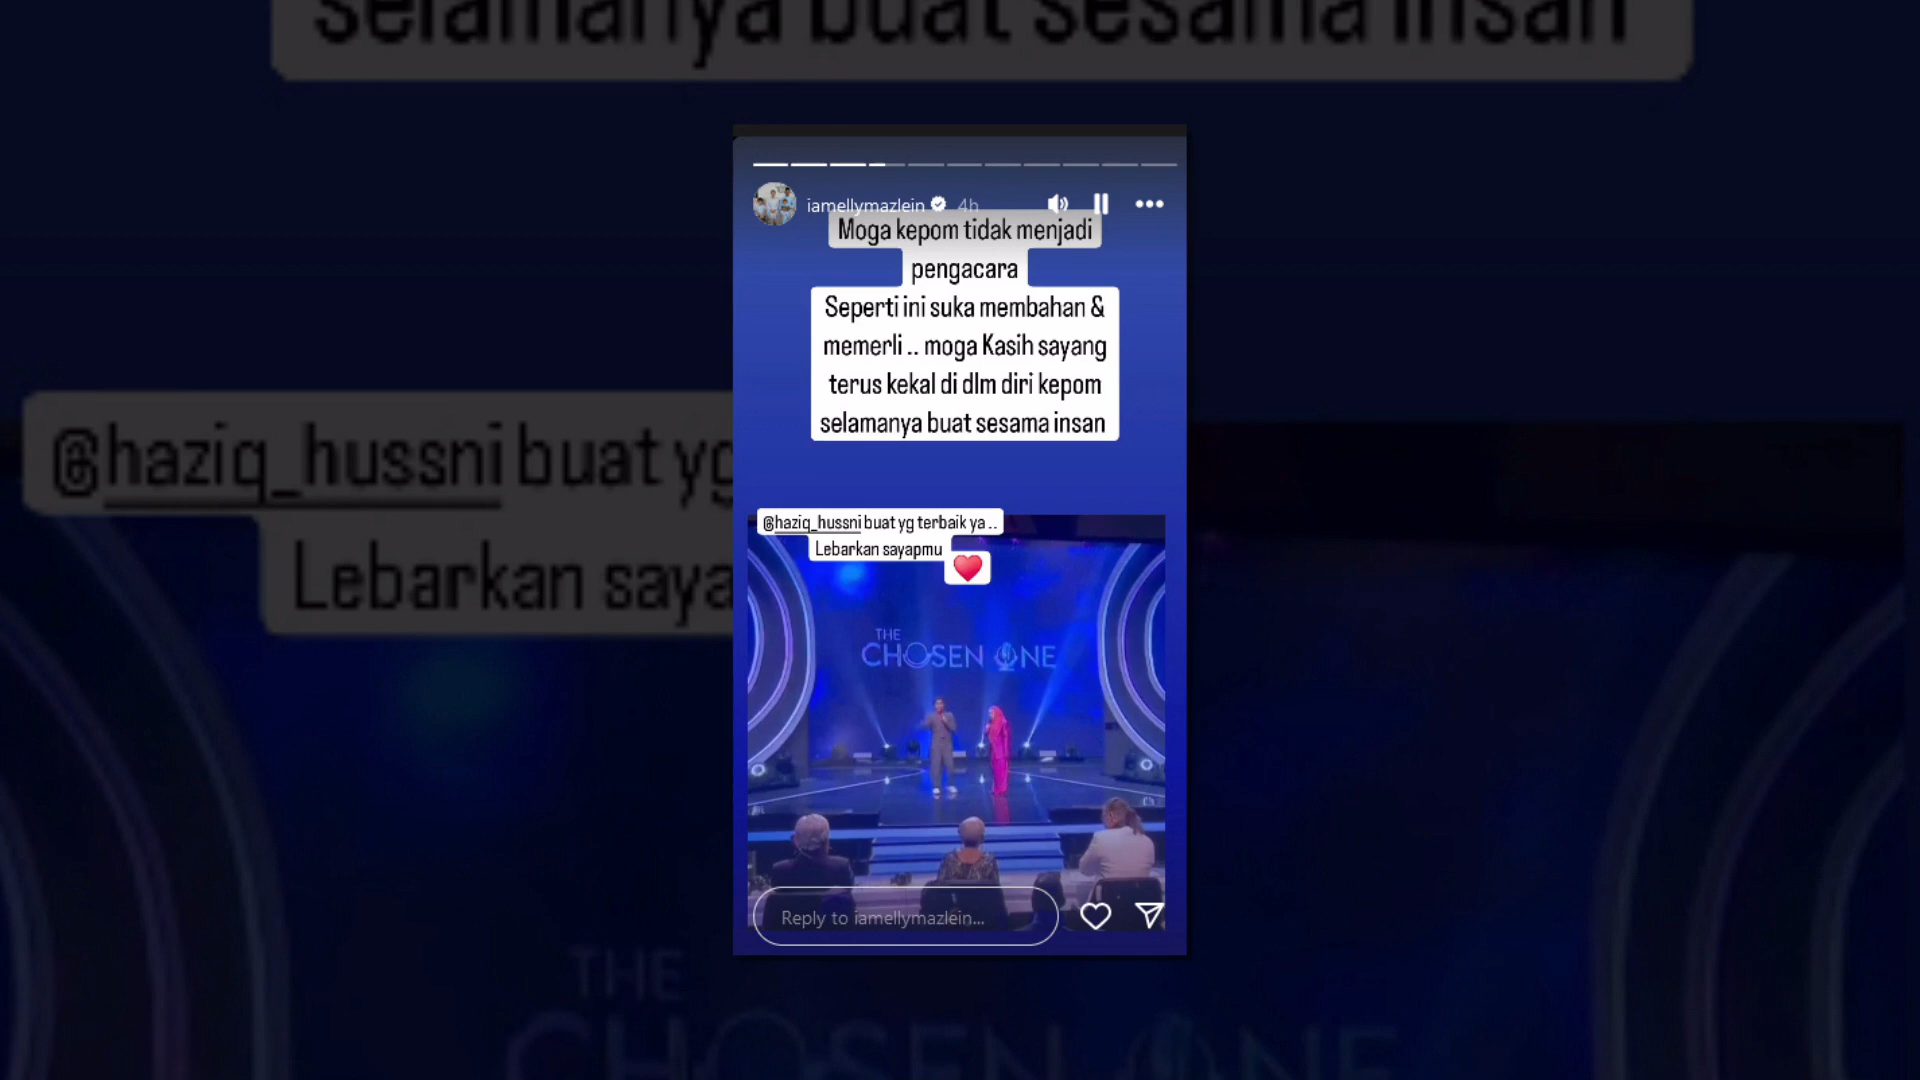 selamanya buat sesama insan
iamellymazlein 4h
Moga kepom tidak menjadi
pengacara
Seperti ini suka membahan &
memerli .. moga Kasih sayang
terus kekal di dlm diri kepom
selamanya buat sesama insan
@haziq_hussni buat yg
Lebarkan saya
@haziq_hussni buat yg terbaik ya ..
Lebarkan sayapmu
THE
CHOSEN ONE
Reply to iamellymazlein...
THE
CHOSEN ONE